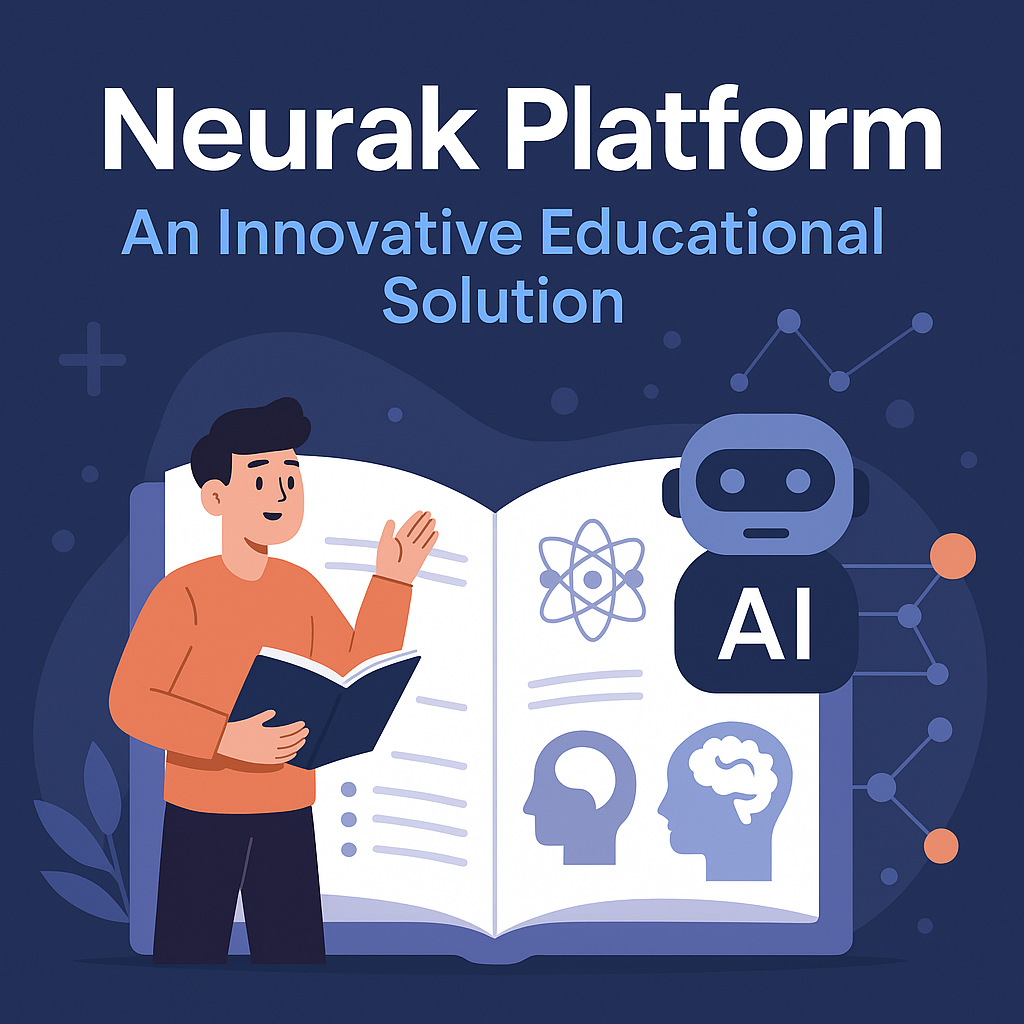 Neurak Platform
An Innovative Educational
Solution
AI